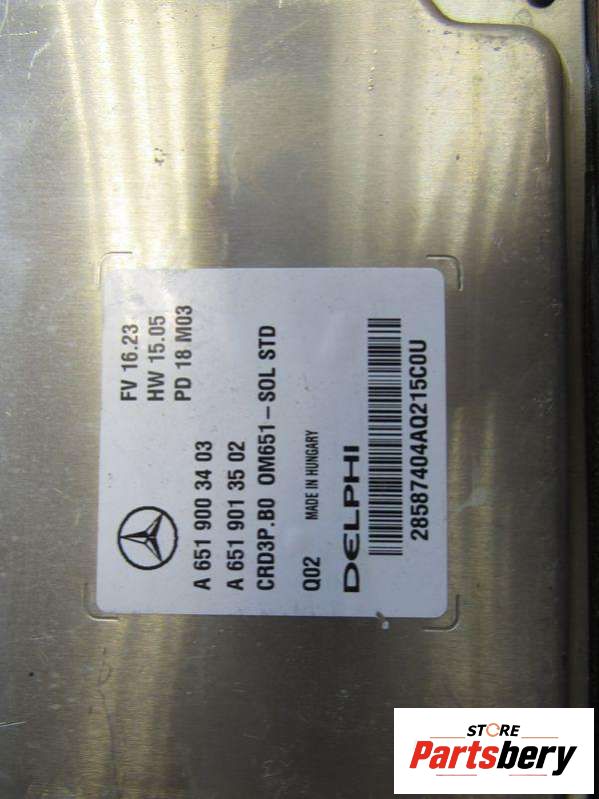 FV 16.23
HW 15.05
PD 18 M03
A 651 900 34 03
A 651 901 35 02
CRD3P.B0 OM651-SOL STD
Q02 MADE IN HUNGARY
DELPHI
28587404AQ215C0U
STORE
Partsbery